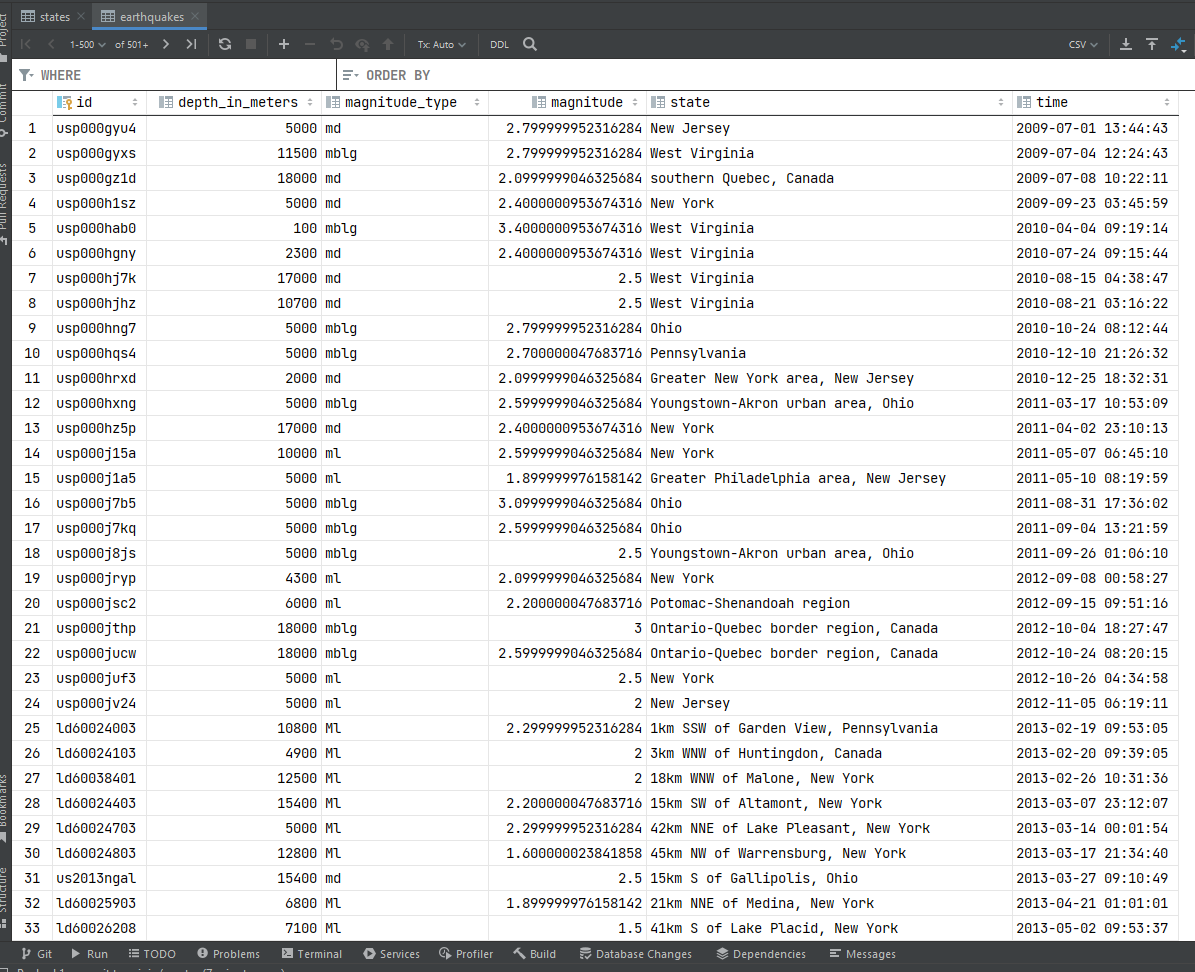 states
earthquakes
1-500 of 501+ Tx: Auto DDL CSV
WHERE ORDER BY
id depth_in_meters magnitude_type magnitude state time
1 usp000gyu4 5000 md 2.799999952316284 New Jersey 2009-07-01 13:44:43
2 usp000gyxs 11500 mblg 2.799999952316284 West Virginia 2009-07-04 12:24:43
3 usp000gz1d 18000 md 2.0999999046325684 southern Quebec, Canada 2009-07-08 10:22:11
4 usp000h1sz 5000 md 2.4000000953674316 New York 2009-09-23 03:45:59
5 usp000hab0 100 mblg 3.4000000953674316 West Virginia 2010-04-04 09:19:14
6 usp000hgny 2300 md 2.4000000953674316 West Virginia 2010-07-24 09:15:44
7 usp000hj7k 17000 md 2.5 West Virginia 2010-08-15 04:38:47
8 usp000hjhz 10700 md 2.5 West Virginia 2010-08-21 03:16:22
9 usp000hng7 5000 mblg 2.799999952316284 Ohio 2010-10-24 08:12:44
10 usp000hqs4 5000 mblg 2.700000047683716 Pennsylvania 2010-12-10 21:26:32
11 usp000hrxd 2000 md 2.0999999046325684 Greater New York area, New Jersey 2010-12-25 18:32:31
12 usp000hxng 5000 mblg 2.5999999046325684 Youngstown-Akron urban area, Ohio 2011-03-17 10:53:09
13 usp000hz5p 17000 md 2.4000000953674316 New York 2011-04-02 23:10:13
14 usp000j15a 10000 ml 2.5999999046325684 New York 2011-05-07 06:45:10
15 usp000j1a5 5000 ml 1.899999976158142 Greater Philadelphia area, New Jersey 2011-05-10 08:19:59
16 usp000j7b5 5000 mblg 3.0999999046325684 Ohio 2011-08-31 17:36:02
17 usp000j7kq 5000 mblg 2.5999999046325684 Ohio 2011-09-04 13:21:59
18 usp000j8js 5000 mblg 2.5 Youngstown-Akron urban area, Ohio 2011-09-26 01:06:10
19 usp000jryp 4300 ml 2.0999999046325684 New York 2012-09-08 00:58:27
20 usp000jsc2 6000 ml 2.200000047683716 Potomac-Shenandoah region 2012-09-15 09:51:16
21 usp000jthp 18000 mblg 3 Ontario-Quebec border region, Canada 2012-10-04 18:27:47
22 usp000jucw 18000 mblg 2.5999999046325684 Ontario-Quebec border region, Canada 2012-10-24 08:20:15
23 usp000juf3 5000 ml 2.5 New York 2012-10-26 04:34:58
24 usp000jv24 5000 ml 2 New Jersey 2012-11-05 06:19:11
25 ld60024003 10800 Ml 2.299999952316284 1km SSW of Garden View, Pennsylvania 2013-02-19 09:53:05
26 ld60024103 4900 Ml 2 3km WNW of Huntingdon, Canada 2013-02-20 09:39:05
27 ld60038401 12500 Ml 2 18km WNW of Malone, New York 2013-02-26 10:31:36
28 ld60024403 15400 Ml 2.200000047683716 15km SW of Altamont, New York 2013-03-07 23:12:07
29 ld60024703 5000 Ml 2.299999952316284 42km NNE of Lake Pleasant, New York 2013-03-14 00:01:54
30 ld60024803 12800 Ml 1.600000023841858 45km NW of Warrensburg, New York 2013-03-17 21:34:40
31 us2013ngal 15400 md 2.5 15km S of Gallipolis, Ohio 2013-03-27 09:10:49
32 ld60025903 6800 Ml 1.899999976158142 21km NNE of Medina, New York 2013-04-21 01:01:01
33 ld60026208 7100 Ml 1.5 41km S of Lake Placid, New York 2013-05-02 09:53:37
Project
Commit
Pull Requests
Bookmarks
Structure
Git Run TODO Problems Terminal Services Profiler Build Database Changes Dependencies Messages